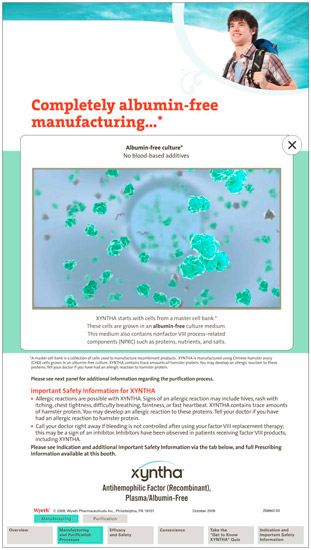 Completely albumin-free
manufacturing...*
Albumin-free culture*
No blood-based additives
XYNTHA starts with cells from a master cell bank.*
These cells are grown in an albumin-free culture medium.
This medium also contains nonfactor VIII process–related
components (NPRC) such as proteins, nutrients, and salts.
*A master cell bank is a collection of cells used to manufacture recombinant products. XYNTHA is manufactured using Chinese hamster ovary
(CHO) cells grown in an albumin-free culture. XYNTHA contains trace amounts of hamster protein. You may develop an allergic reaction to these
proteins. Tell your doctor if you have had an allergic reaction to hamster protein.
Please see next panel for additional information regarding the purification process.
Important Safety Information for XYNTHA
• Allergic reactions are possible with XYNTHA. Signs of an allergic reaction may include hives, rash with
itching, chest tightness, difficulty breathing, faintness, or fast heartbeat. XYNTHA contains trace amounts
of hamster protein. You may develop an allergic reaction to these proteins. Tell your doctor if you have
had an allergic reaction to hamster protein.
• Call your doctor right away if bleeding is not controlled after using your factor VIII replacement therapy;
this may be a sign of an inhibitor. Inhibitors have been observed in patients receiving factor VIII products,
including XYNTHA.
Please see Indication and additional Important Safety Information via the tab below, and full Prescribing
Information available at this booth.
xyntha
Antihemophilic Factor (Recombinant),
Plasma/Albumin-Free
Wyeth® © 2009, Wyeth Pharmaceuticals Inc., Philadelphia, PA 19101 October 2009
Manufacturing Purification
Overview
Manufacturing
and Purification
Processes
Efficacy
and Safety
Convenience
Take the
"Get to Know
XYNTHA" Quiz
Indication and
Important Safety
Information